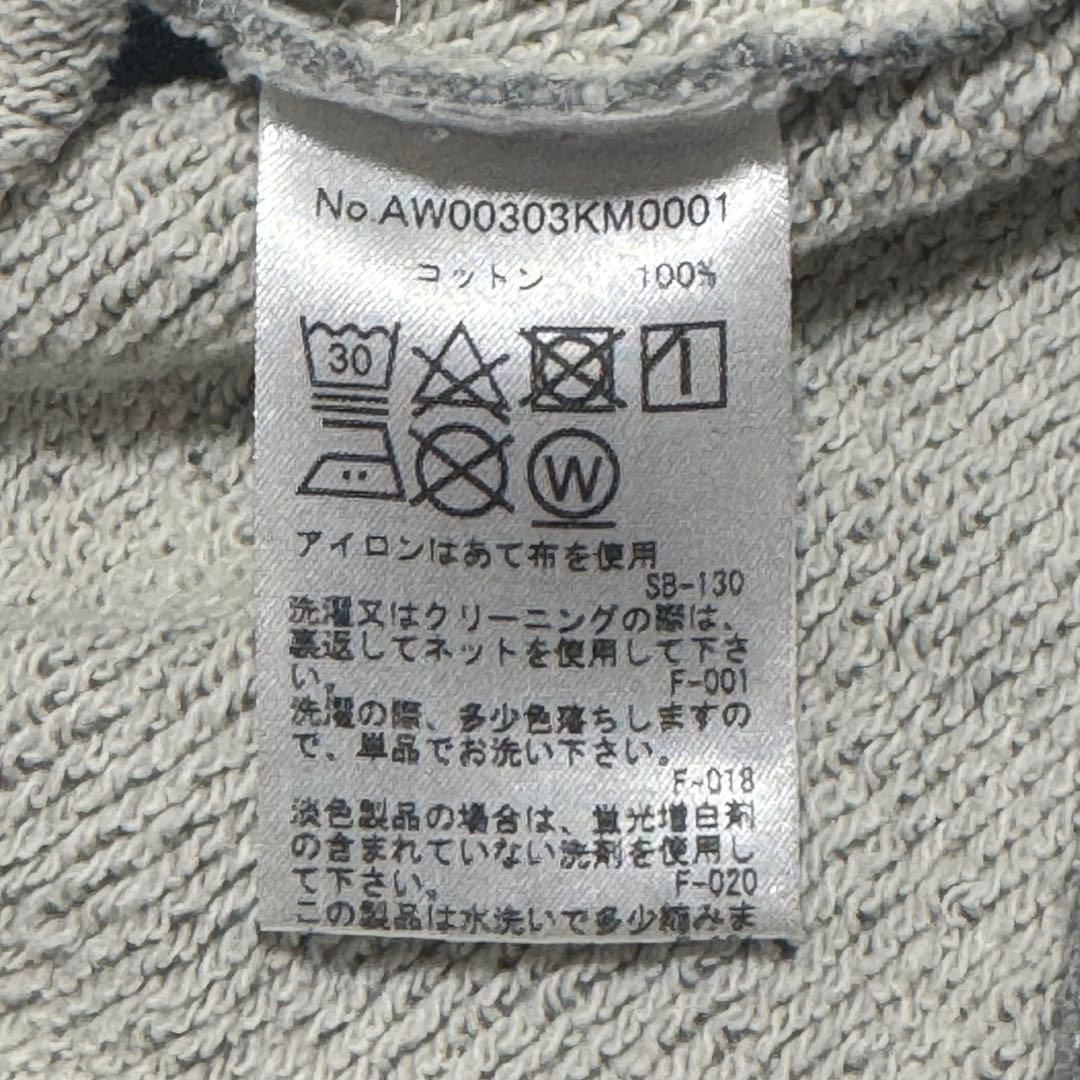 No.AW00303KM0001
コットン 100%
30
W
アイロンはあて布を使用
SB-130
洗濯又はクリーニングの際は、
裏返してネットを使用して下さ
い。 F-001
洗濯の際、多少色落ちしますの
で、単品でお洗い下さい。
F-018
淡色製品の場合は、蛍光増白剤
の含まれていない洗剤を使用し
て下さい。 F-020
この製品は水洗いで多少縮みま